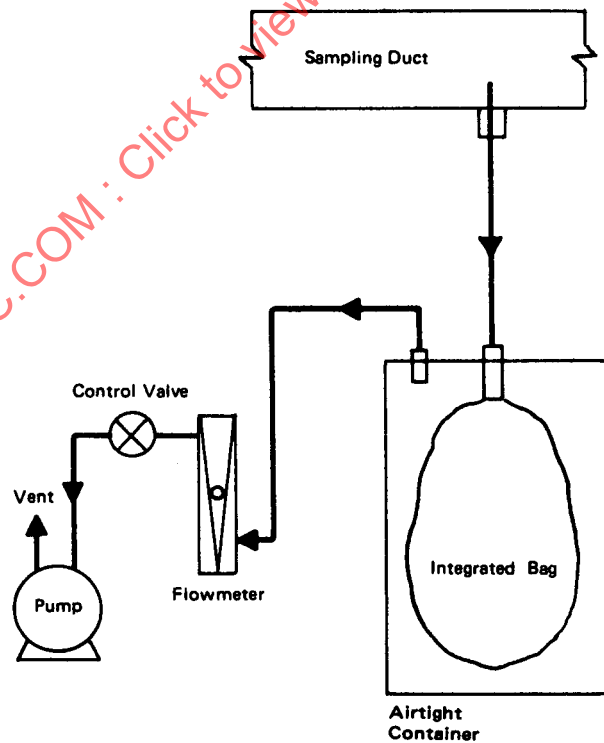 Sampling Duct
C.COM : Click to view
Control Valve
Vent
Pump
Flowmeter
Integrated Bag
Airtight
Container